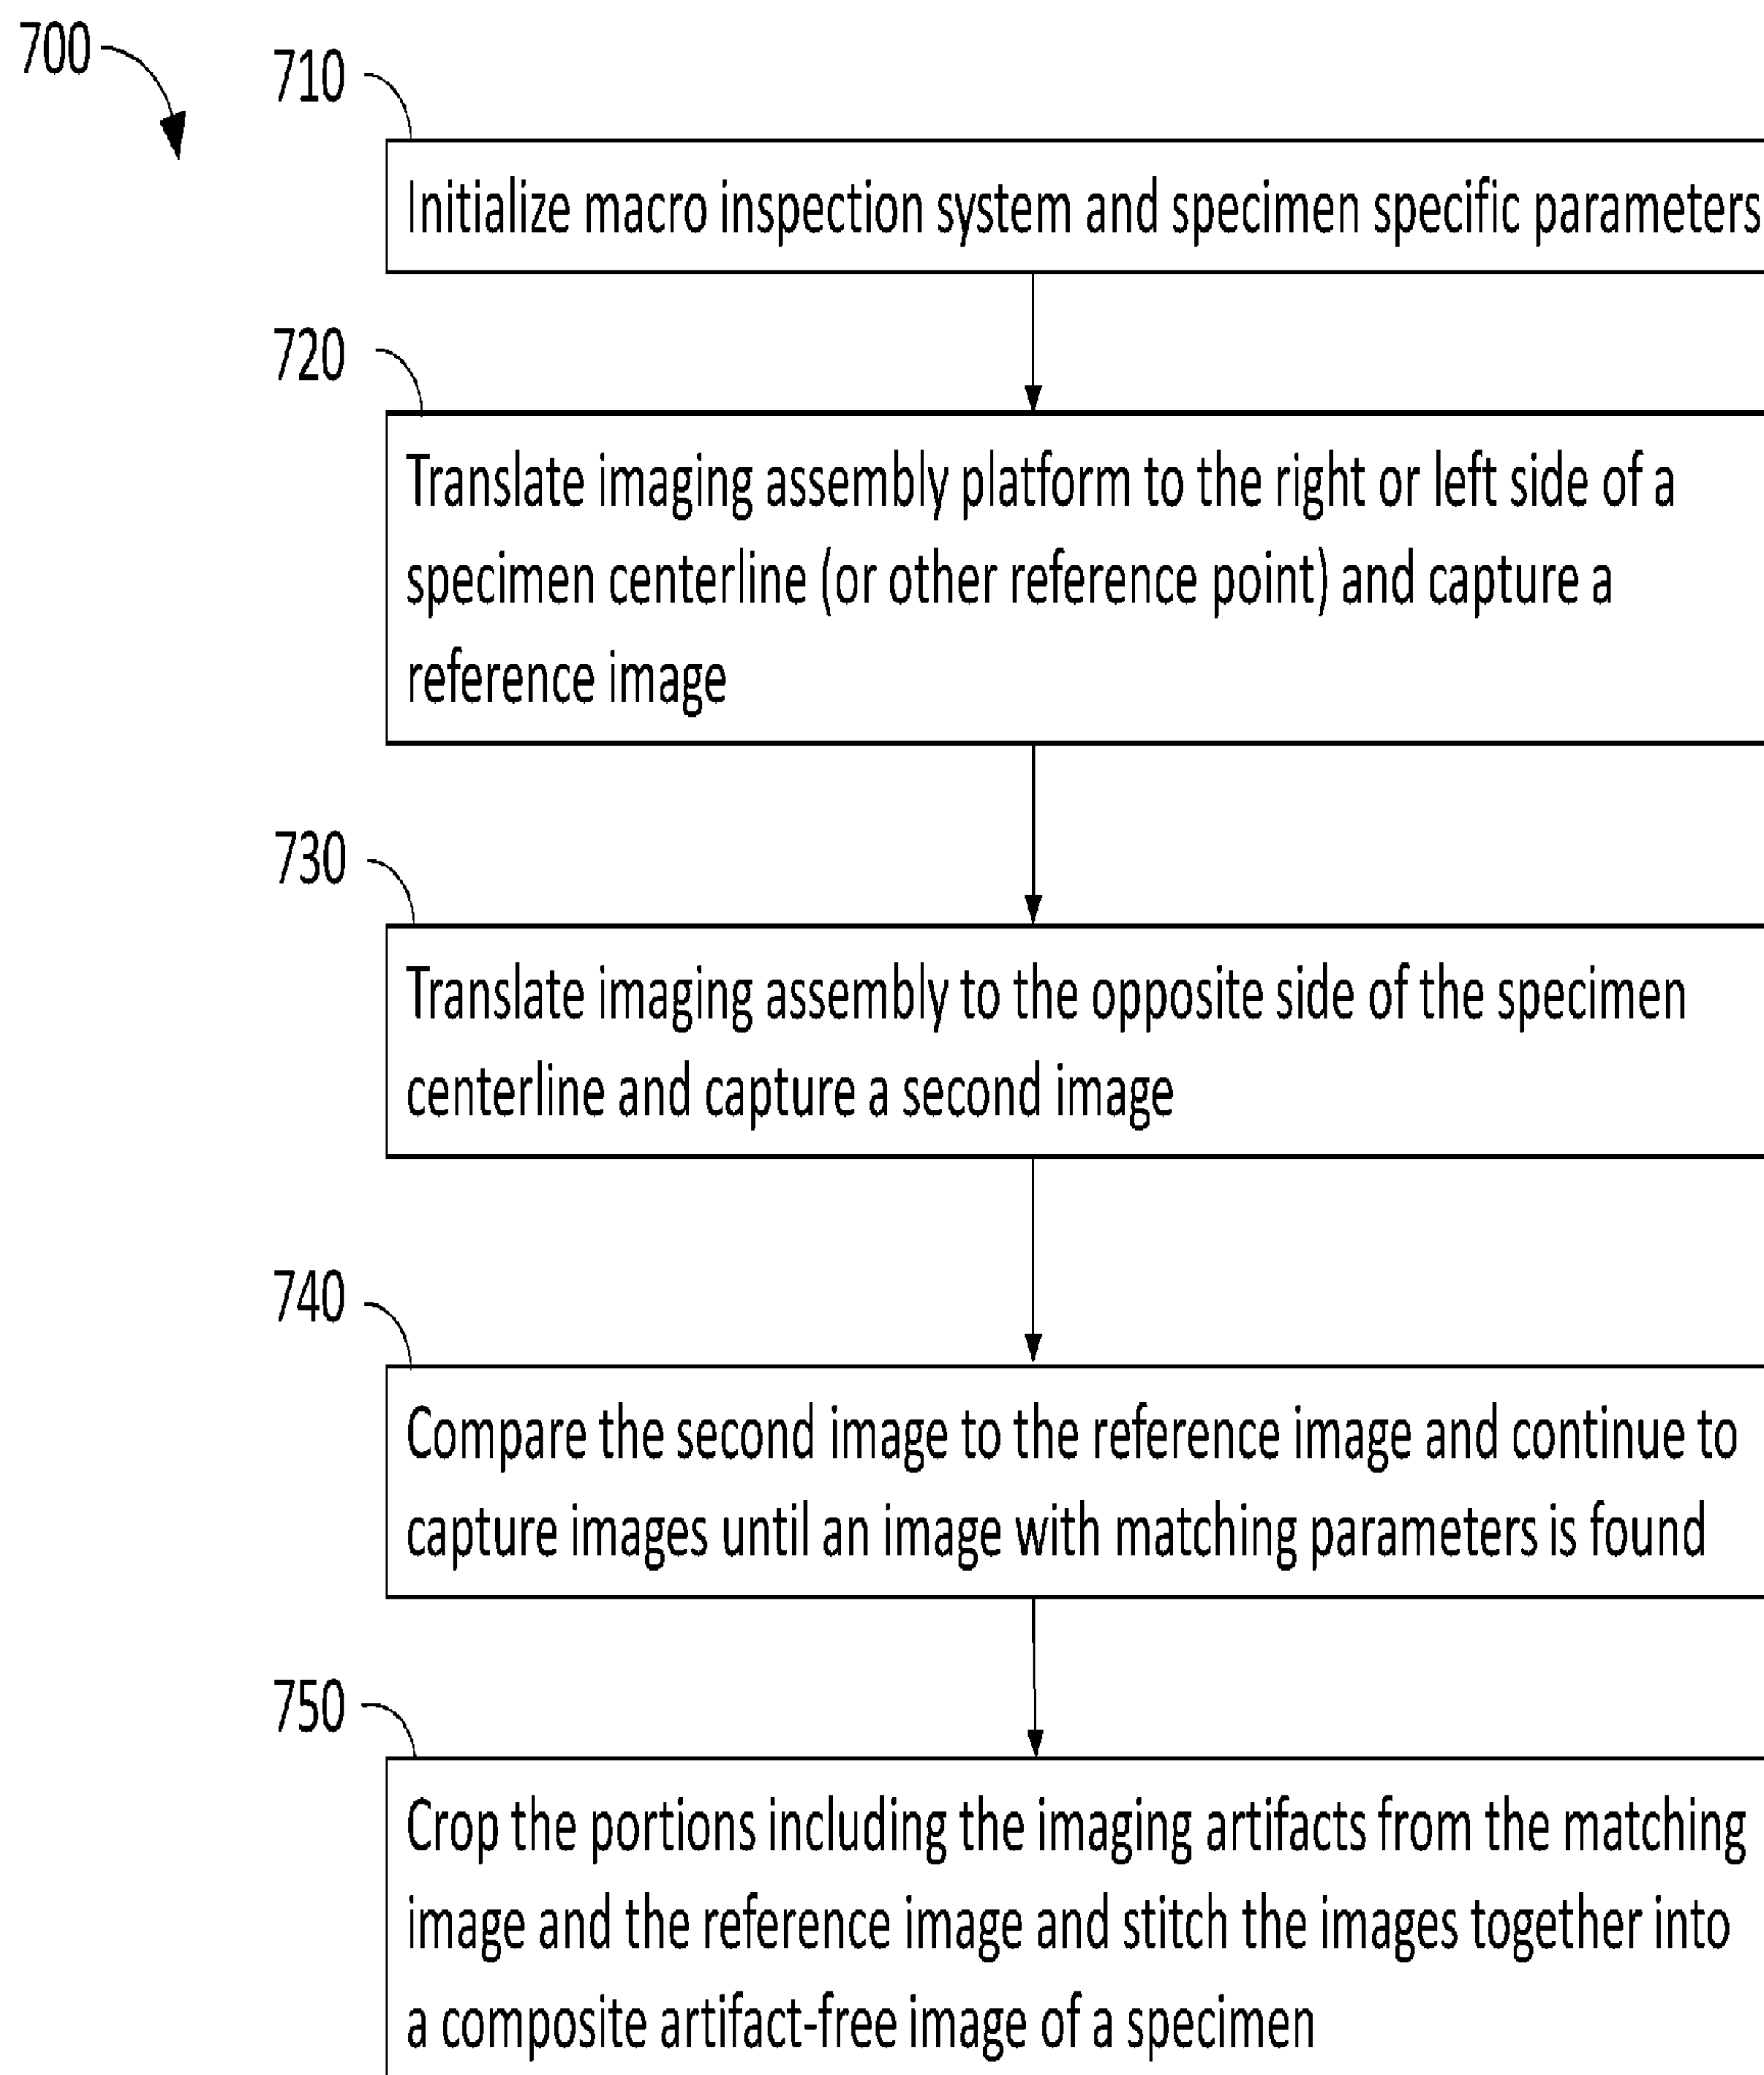 700
710
Initialize macro inspection system and specimen specific parameters
720
Translate imaging assembly platform to the right or left side of a
specimen centerline (or other reference point) and capture a
reference image
730
Translate imaging assembly to the opposite side of the specimen
centerline and capture a second image
740
Compare the second image to the reference image and continue to
capture images until an image with matching parameters is found
750
Crop the portions including the imaging artifacts from the matching
image and the reference image and stitch the images together into
a composite artifact-free image of a specimen